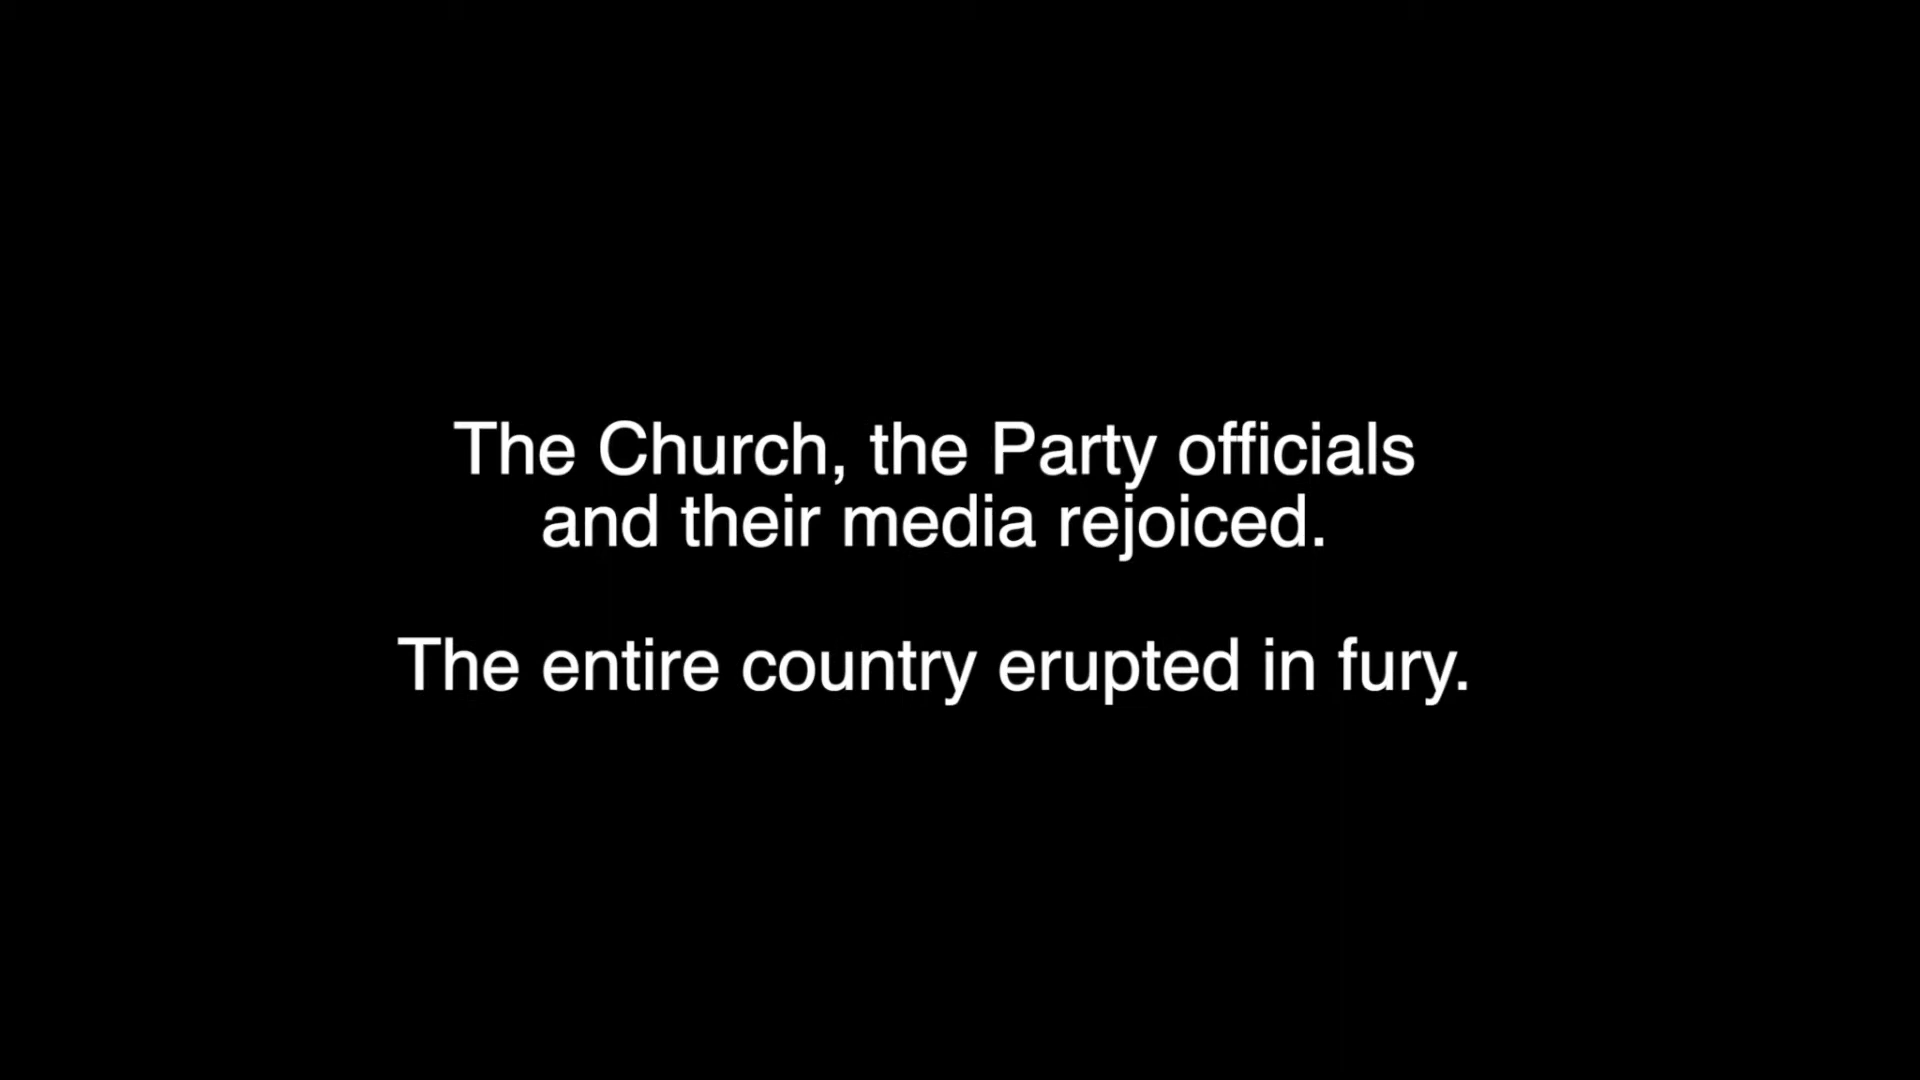 The Church, the Party officials
and their media rejoiced.
The entire country erupted in fury.